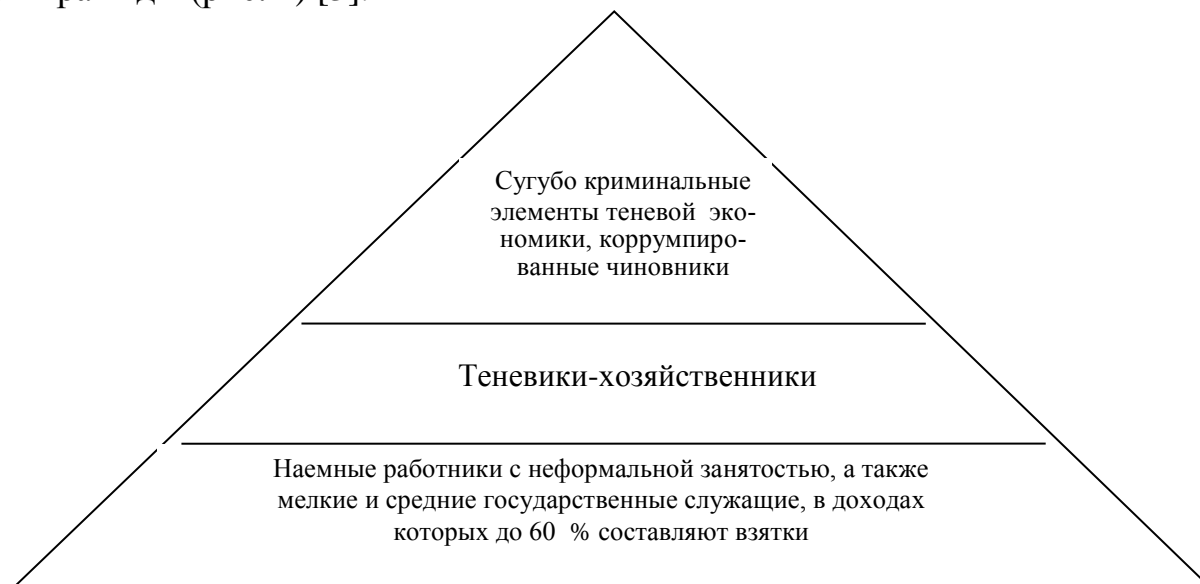 Сугубо криминальные
элементы теневой эко-
номики, коррумпиро-
ванные чиновники
Теневики-хозяйственники
Наемные работники с неформальной занятостью, а также
мелкие и средние государственные служащие, в доходах
которых до 60 % составляют взятки